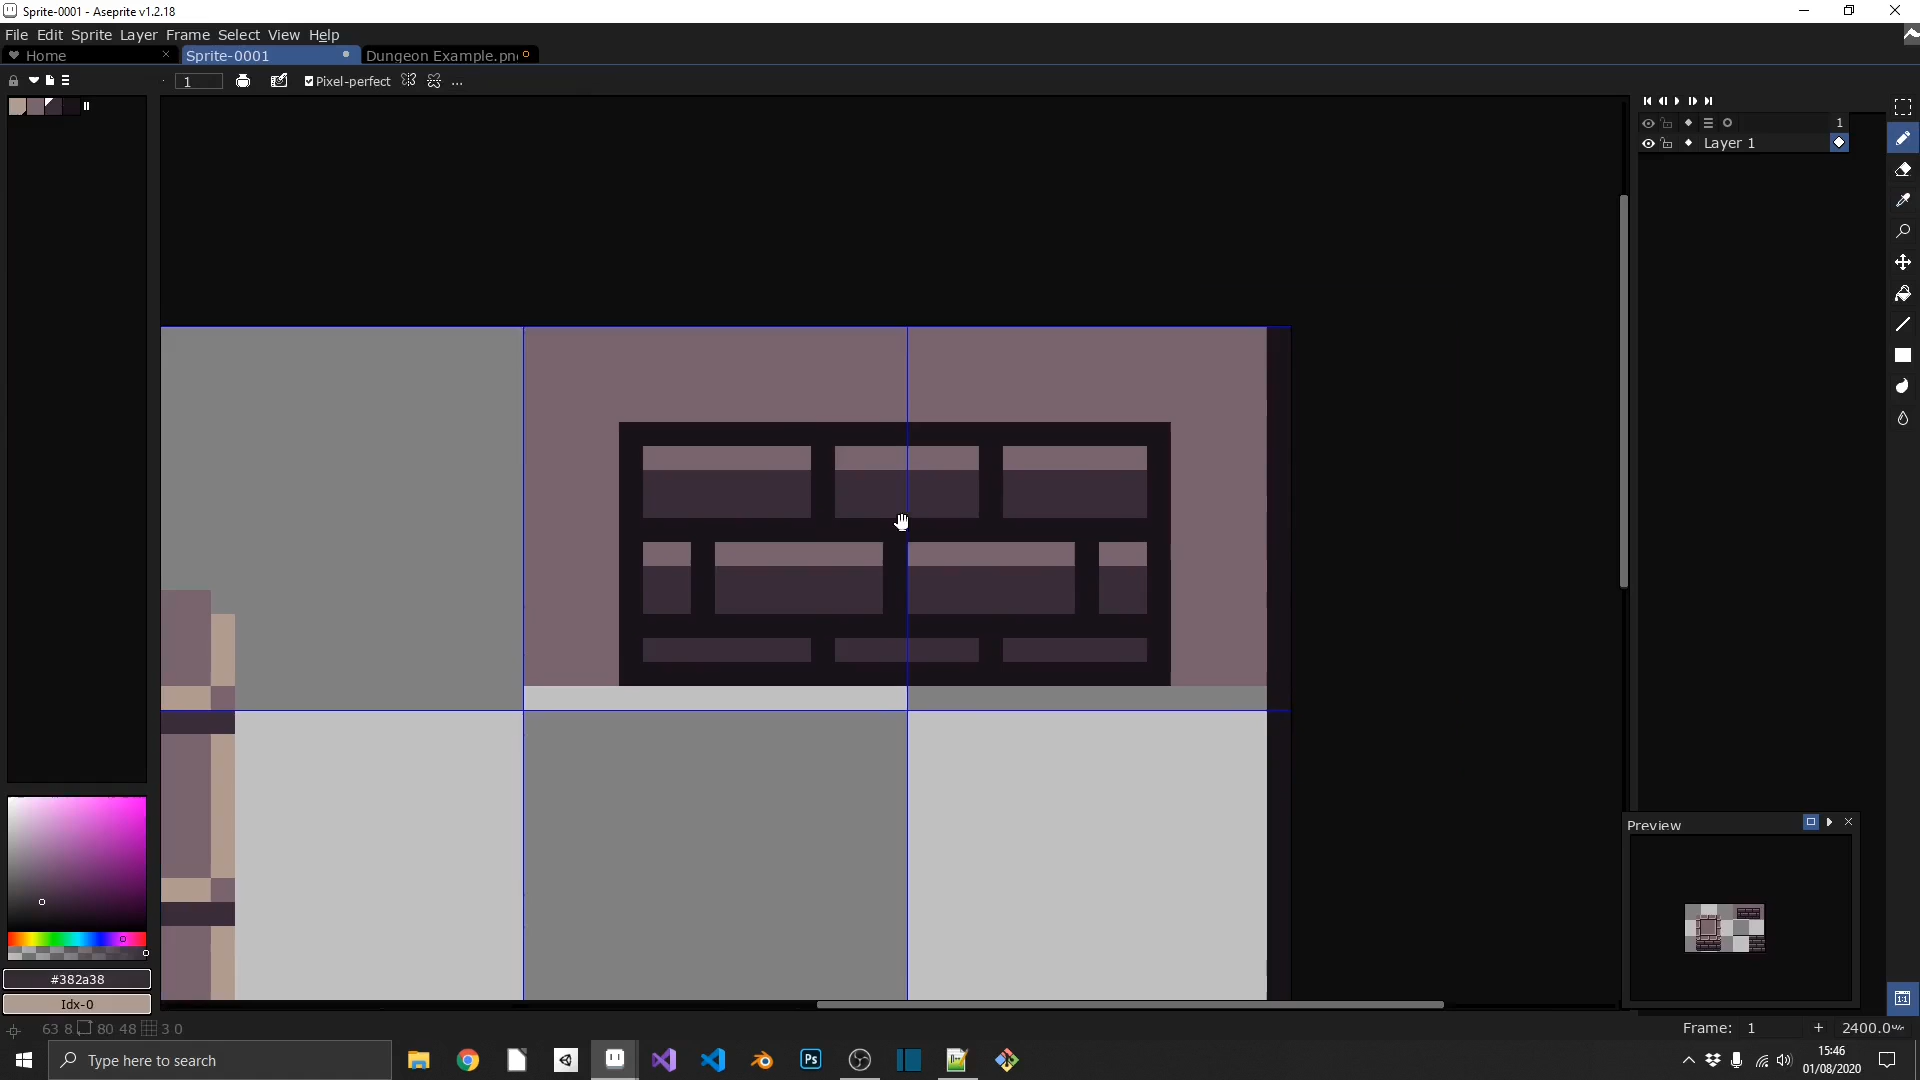 Sprite-0001 - Aseprite v1.2.18
File Edit Sprite Layer Frame Select View Help
Home Sprite-0001 Dungeon Example.pn
1 Pixel-perfect ...
1
Layer 1
Preview
#382a38
Idx-0
63 8 80 48 3 0
Frame: 1 + 2400.0
Type here to search
Ps
15:46
01/08/2020